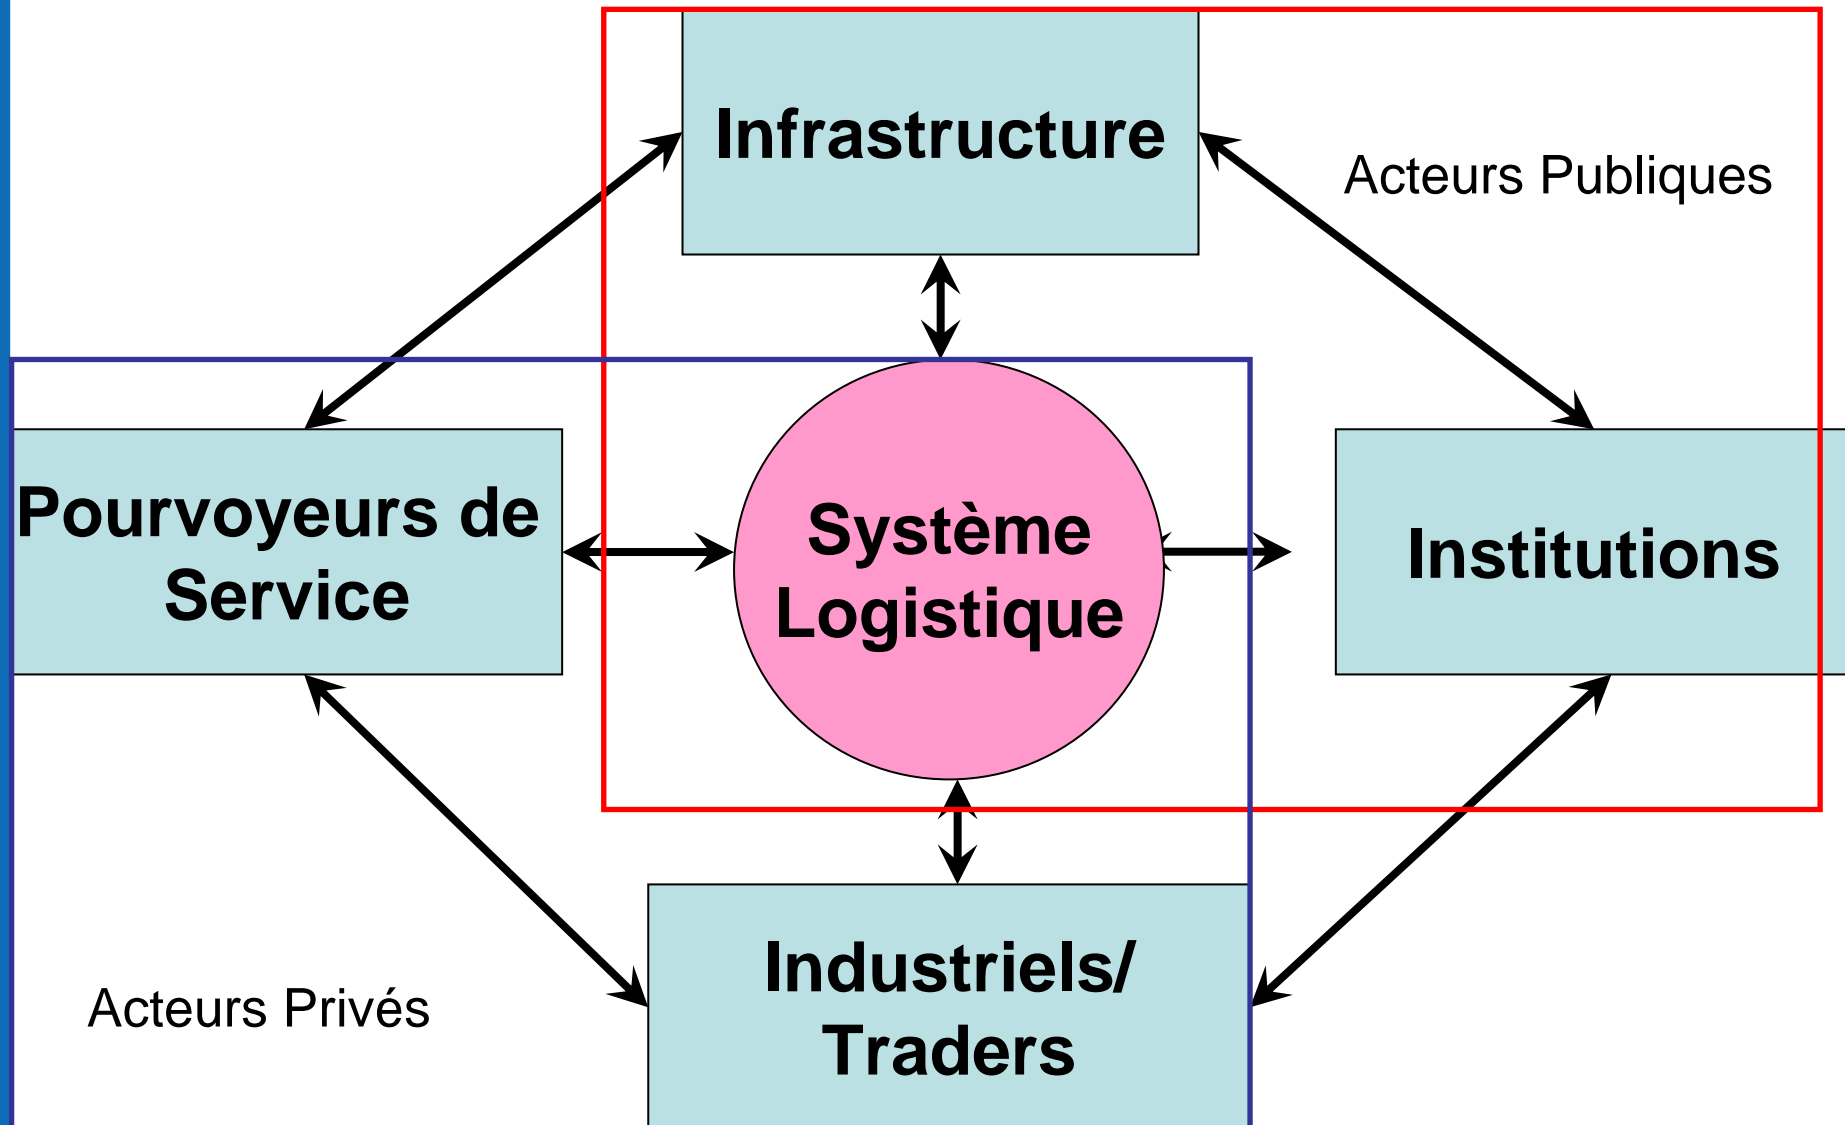 Infrastructure
Acteurs Publiques
Pourvoyeurs de
Service
Système
Logistique
Institutions
Industriels/
Traders
Acteurs Privés